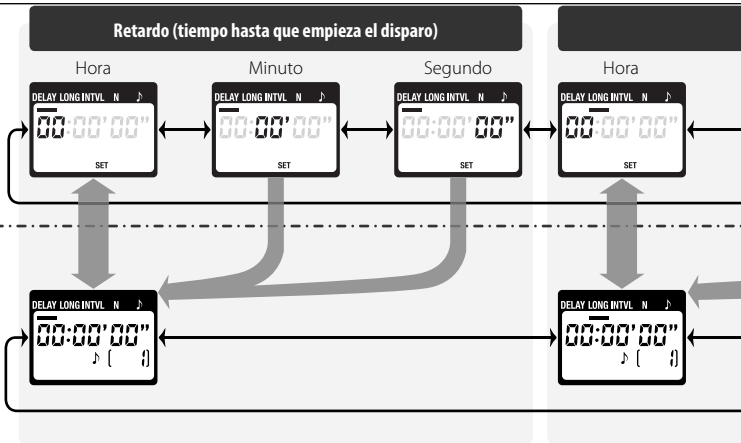 Retardo (tiempo hasta que empieza el disparo)
Hora Minuto Segundo Hora
DELAY LONG INTVL N ♪ DELAY LONG INTVL N ♪ DELAY LONG INTVL N ♪ DELAY LONG INTVL N ♪
00:00'00" 00:00'00" 00:00'00" 00:00'00"
SET SET SET SET
DELAY LONG INTVL N ♪ DELAY LONG INTVL N ♪
00:00'00" 00:00'00"
♪ [ 1] ♪ [ 1]